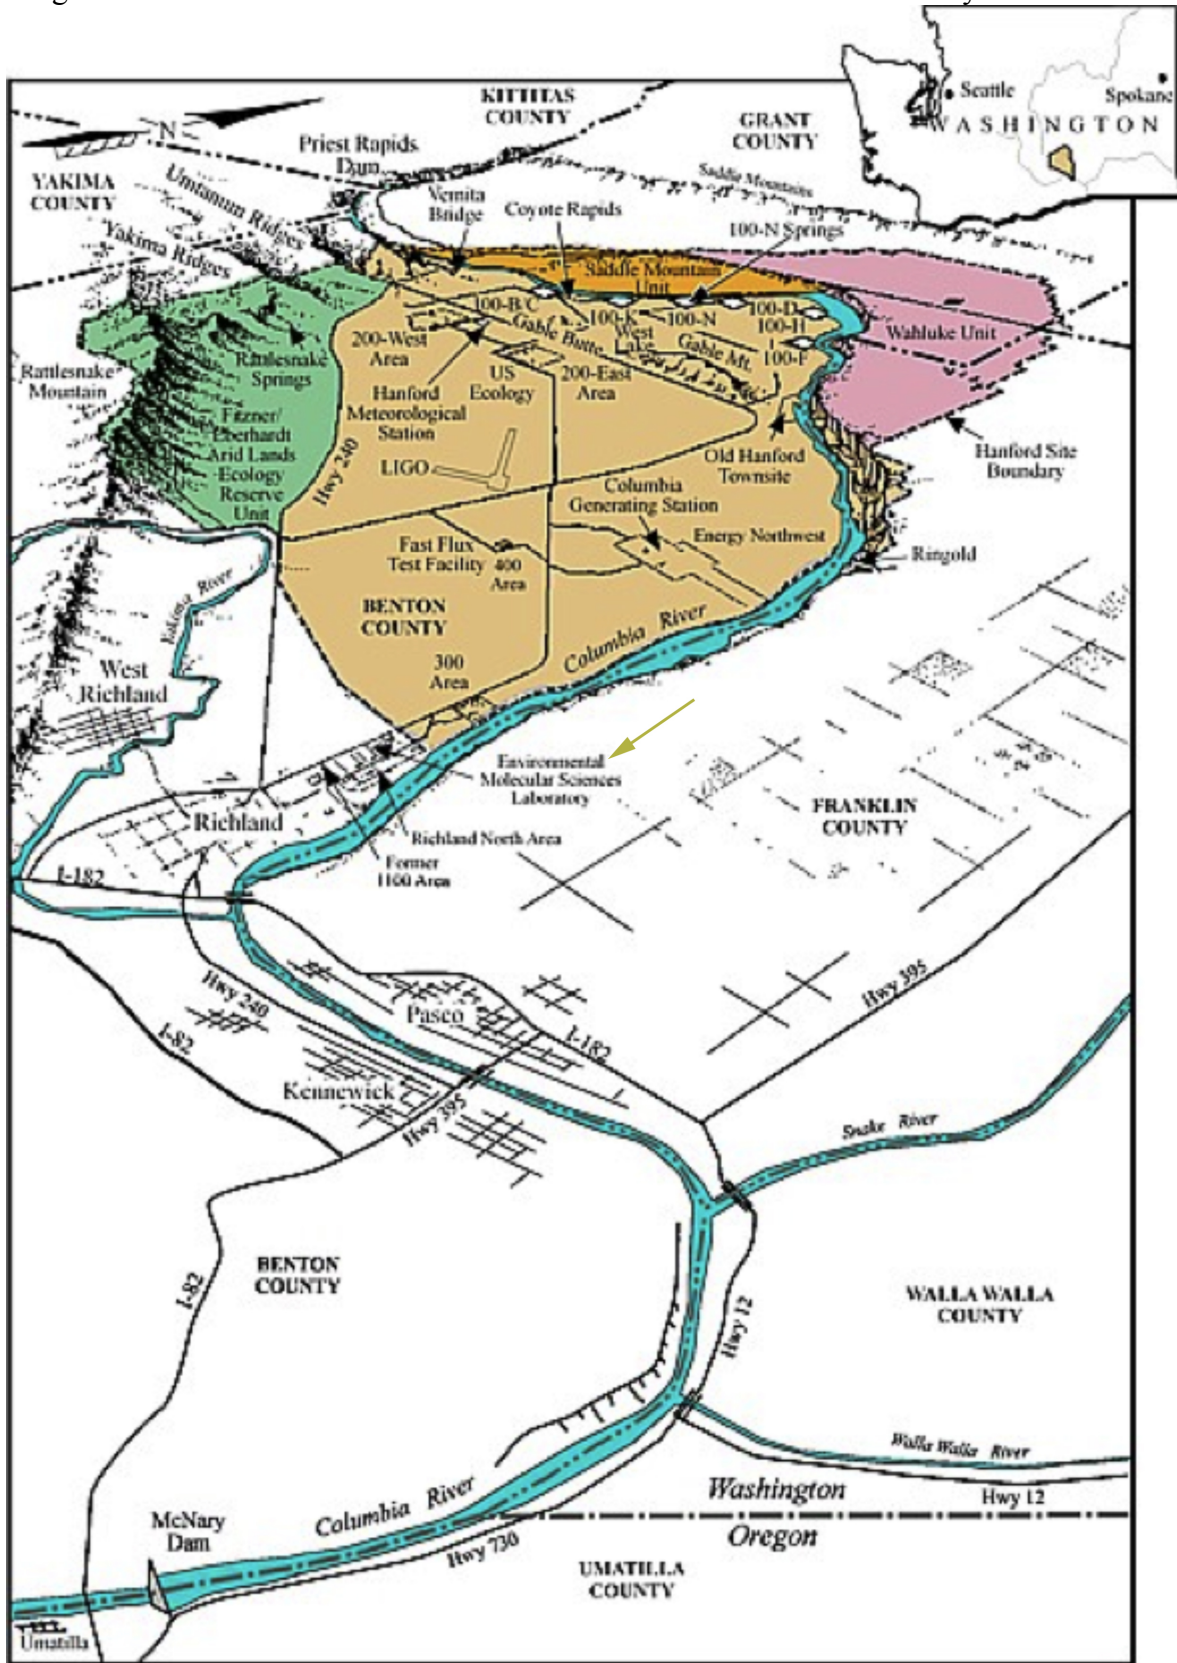 Seattle
Spokane
WASHINGTON
KITTITAS
COUNTY
GRANT
COUNTY
N
Priest Rapids
Dam
Saddle Mountains
YAKIMA
COUNTY
Umtanum Ridges
Vernita
Bridge
Coyote Rapids
100-N Springs
Yakima Ridges
Saddle Mountain
Unit
100-B/C
100-K
100-N
100-D
100-H
Wahluke Unit
200-West
Area
Gable Butte
West
Lake
Gable Mt.
100-F
Rattlesnake
Springs
Rattlesnake
Mountain
US
Ecology
200-East
Area
Hanford
Meteorological
Station
Fitzner/
Eberhardt
Arid Lands
Ecology
Reserve
Unit
Hwy 240
LIGO
Old Hanford
Townsite
Hanford Site
Boundary
Columbia
Generating Station
Energy Northwest
Fast Flux
Test Facility
400
Area
Ringold
Yakima River
BENTON
COUNTY
Columbia River
300
Area
West
Richland
Environmental
Molecular Sciences
Laboratory
FRANKLIN
COUNTY
Richland
Richland North Area
Former
1100 Area
I-182
Hwy 240
I-82
Pasco
I-182
Hwy 395
Kennewick
Hwy 395
Snake River
BENTON
COUNTY
I-82
Hwy 12
WALLA WALLA
COUNTY
Walla Walla River
Hwy 12
Washington
Oregon
Columbia River
McNary
Dam
Hwy 730
UMATILLA
COUNTY
Umatilla